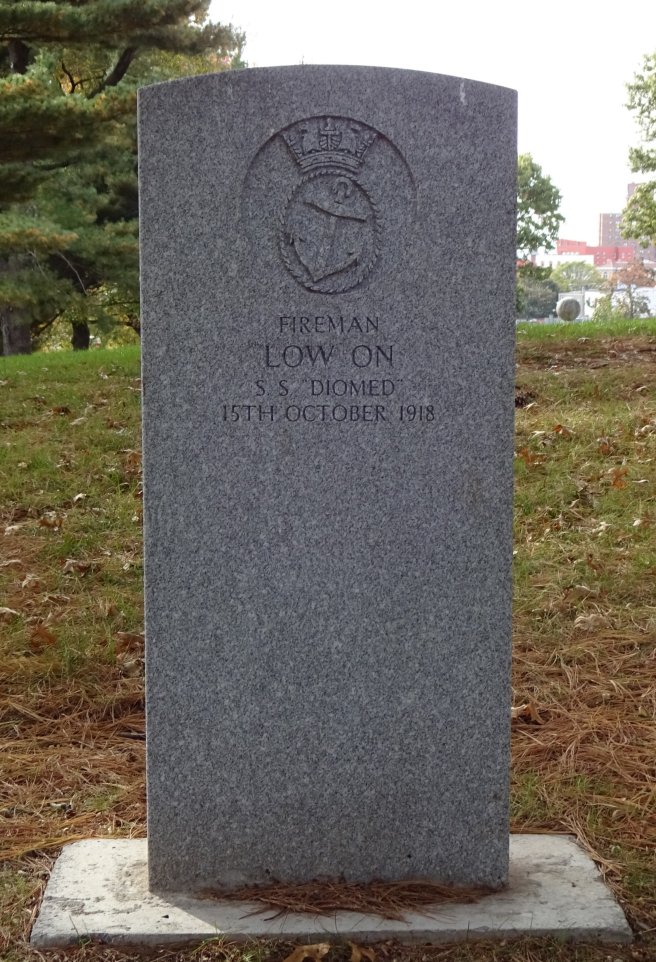 FIREMAN
LOW ON
S. S. "DIOMED"
15TH OCTOBER 1918